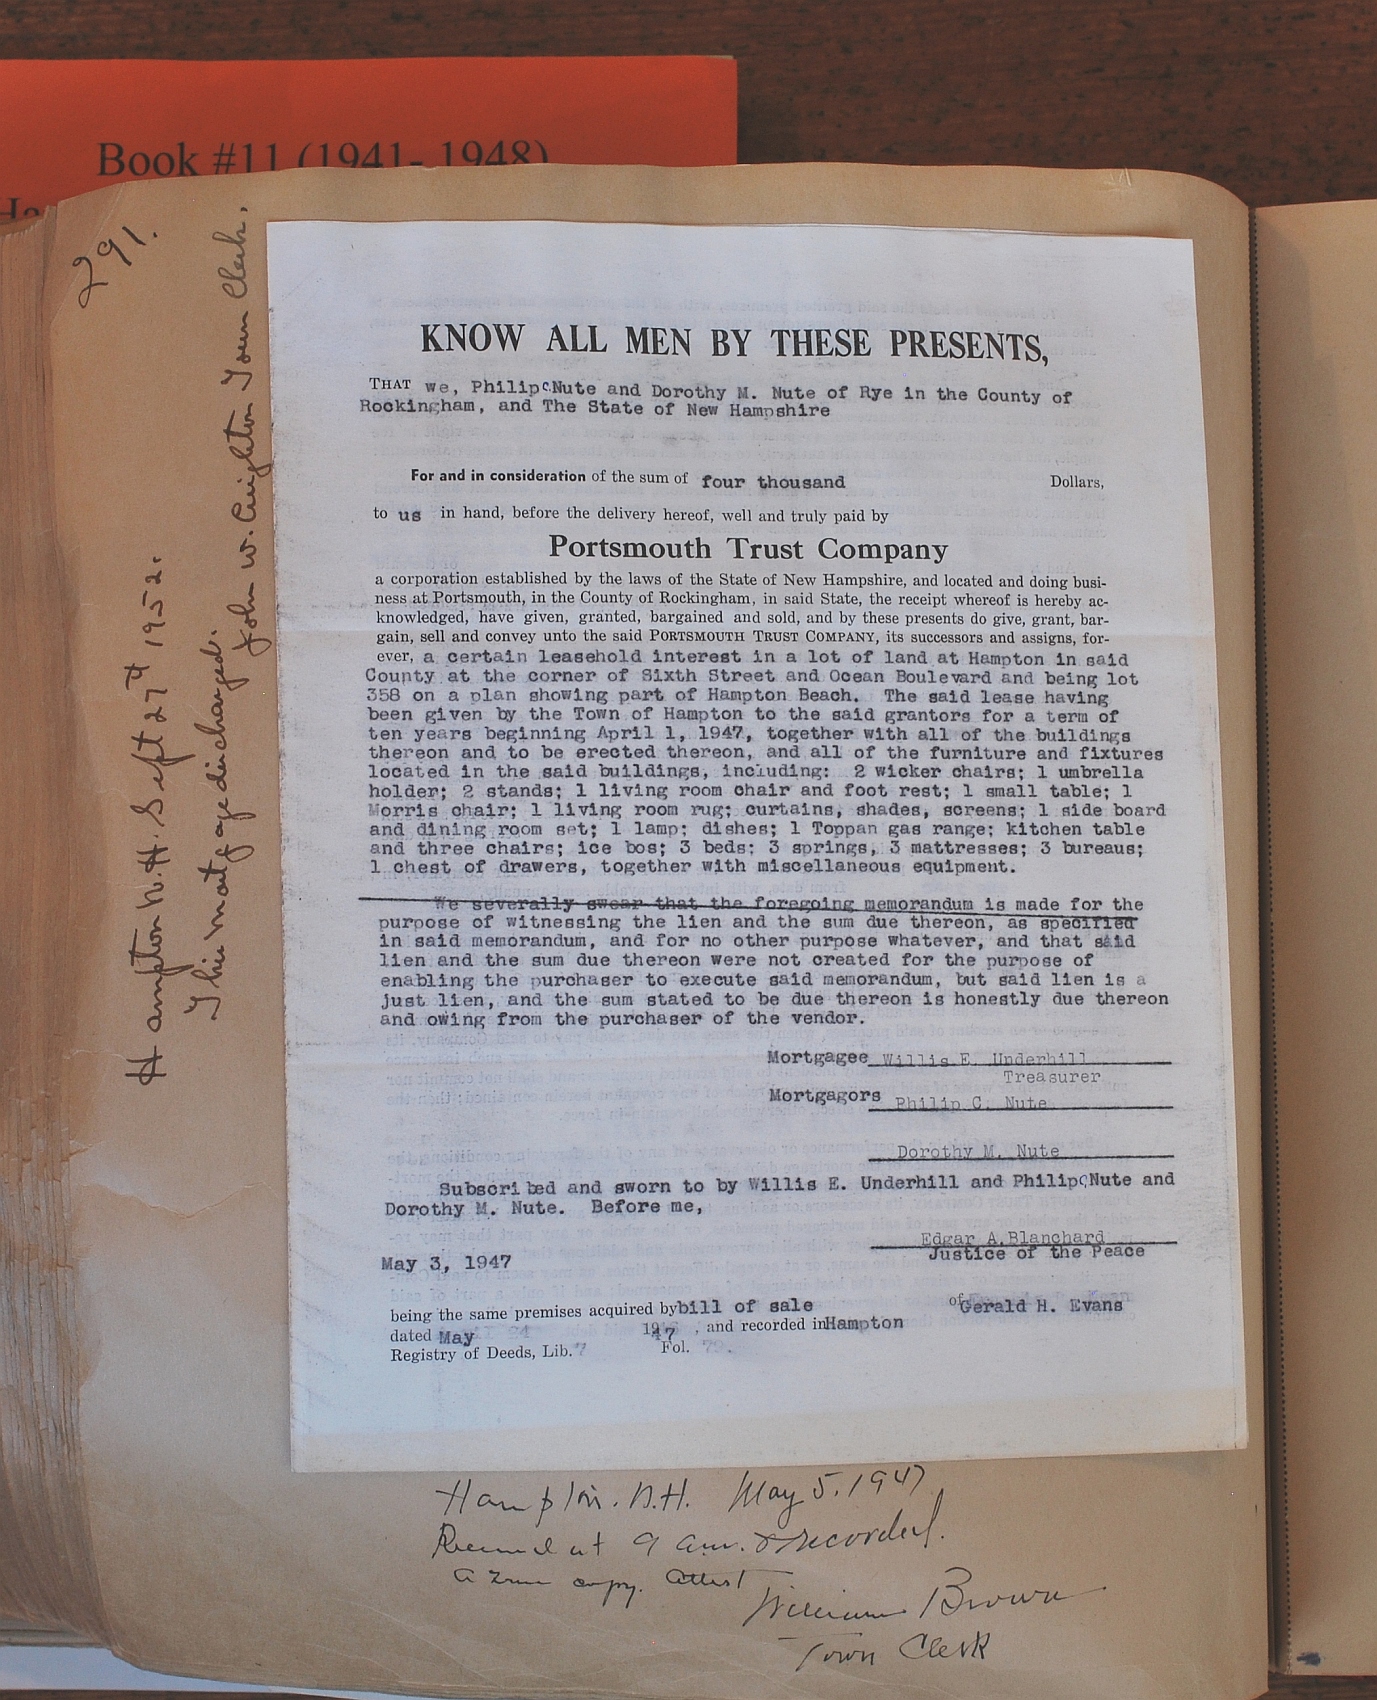 Book #11 (1941- 1948)
Ha
291.
KNOW ALL MEN BY THESE PRESENTS,
THAT we, Philip C. Nute and Dorothy M. Nute of Rye in the County of
Rockingham, and The State of New Hampshire
For and in consideration of the sum of four thousand Dollars,
to us in hand, before the delivery hereof, well and truly paid by
Portsmouth Trust Company
a corporation established by the laws of the State of New Hampshire, and located and doing busi-
ness at Portsmouth, in the County of Rockingham, in said State, the receipt whereof is hereby ac-
knowledged, have given, granted, bargained and sold, and by these presents do give, grant, bar-
gain, sell and convey unto the said PORTSMOUTH TRUST COMPANY, its successors and assigns, for-
ever, a certain leasehold interest in a lot of land at Hampton in said
County at the corner of Sixth Street and Ocean Boulevard and being lot
358 on a plan showing part of Hampton Beach. The said lease having
been given by the Town of Hampton to the said grantors for a term of
ten years beginning April 1, 1947, together with all of the buildings
thereon and to be erected thereon, and all of the furniture and fixtures
located in the said buildings, including: 2 wicker chairs; 1 umbrella
holder; 2 stands; 1 living room chair and foot rest; 1 small table; 1
Morris chair; 1 living room rug; curtains, shades, screens; 1 side board
and dining room set; 1 lamp; dishes; 1 Toppan gas range; kitchen table
and three chairs; ice bos; 3 beds; 3 springs, 3 mattresses; 3 bureaus;
1 chest of drawers, together with miscellaneous equipment.
We severally swear that the foregoing memorandum is made for the
purpose of witnessing the lien and the sum due thereon, as specified
in said memorandum, and for no other purpose whatever, and that said
lien and the sum due thereon were not created for the purpose of
enabling the purchaser to execute said memorandum, but said lien is a
just lien, and the sum stated to be due thereon is honestly due thereon
and owing from the purchaser of the vendor.
Mortgagee Willis E. Underhill
Treasurer
Mortgagors Philip C. Nute
Dorothy M. Nute
Subscribed and sworn to by Willis E. Underhill and Philip C Nute and
Dorothy M. Nute. Before me,
Edgar A.Blanchard
Justice of the Peace
May 3, 1947
being the same premises acquired by bill of sale of Gerald H. Evans
dated May 1947, and recorded in Hampton
Registry of Deeds, Lib. 7 Fol. 79.
Hampton. N.H. May 5. 1947
Received at 9 am. & recorded.
a True copy. Attest
William Brown
Town Clerk
Hampton N.H. Sept 27th 1952.
This Mortgage discharged.
John W. Creighton Town Clerk.